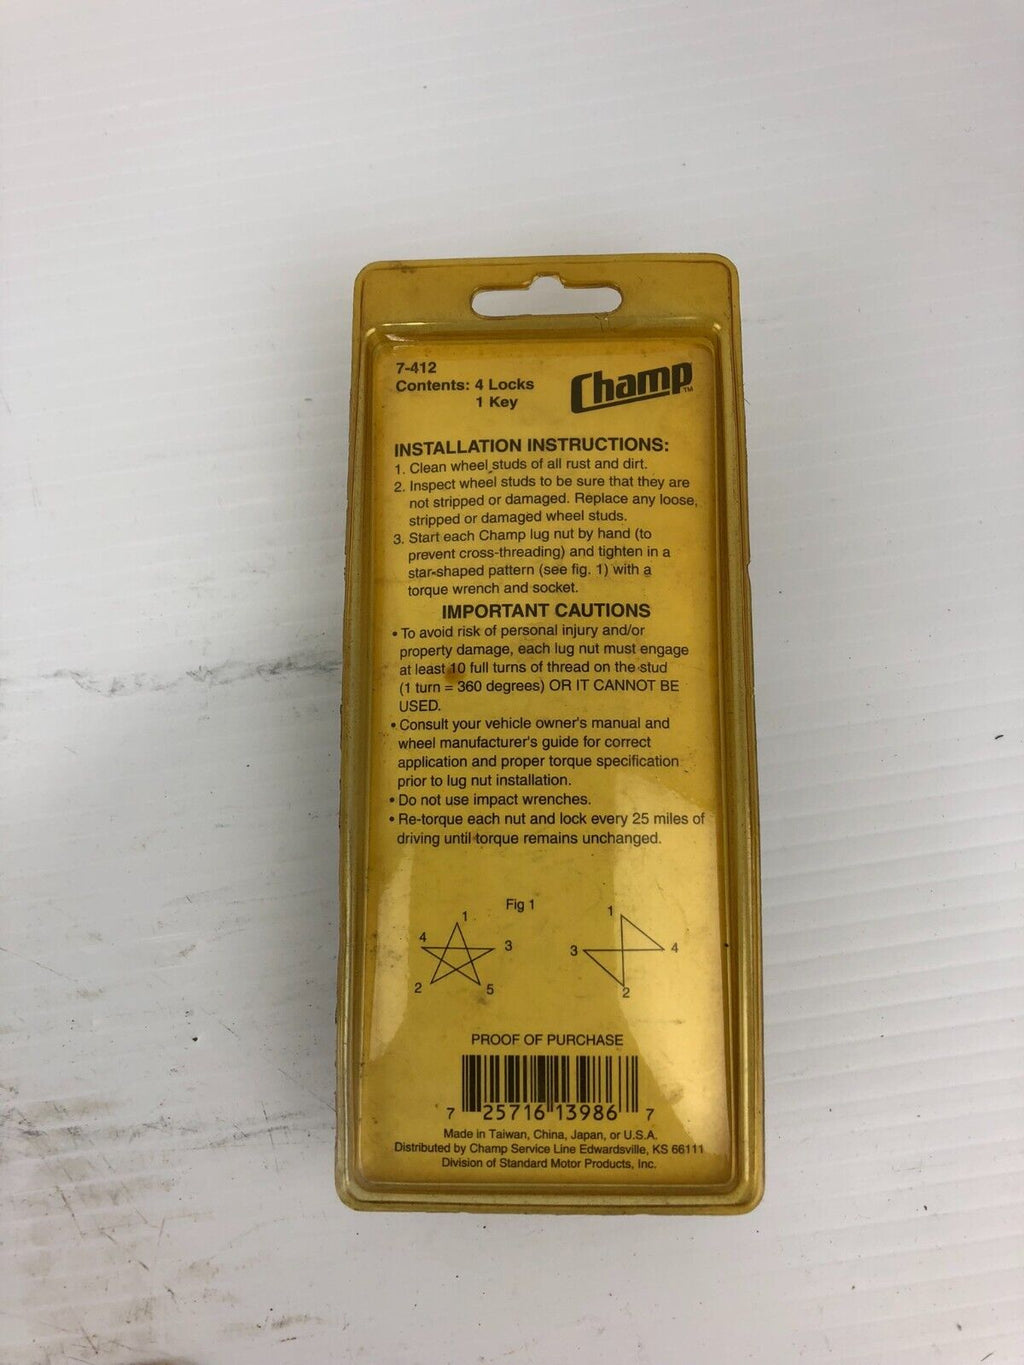 7-412
Contents: 4 Locks
1 Key
Champ™
INSTALLATION INSTRUCTIONS:
1. Clean wheel studs of all rust and dirt.
2. Inspect wheel studs to be sure that they are
not stripped or damaged. Replace any loose,
stripped or damaged wheel studs.
3. Start each Champ lug nut by hand (to
prevent cross-threading) and tighten in a
star-shaped pattern (see fig. 1) with a
torque wrench and socket.
IMPORTANT CAUTIONS
• To avoid risk of personal injury and/or
property damage, each lug nut must engage
at least 10 full turns of thread on the stud
(1 turn = 360 degrees) OR IT CANNOT BE
USED.
• Consult your vehicle owner's manual and
wheel manufacturer's guide for correct
application and proper torque specification
prior to lug nut installation.
• Do not use impact wrenches.
• Re-torque each nut and lock every 25 miles of
driving until torque remains unchanged.
Fig 1
1
4 3
2 5
1
3 4
2
PROOF OF PURCHASE
7 25716 13986 7
Made in Taiwan, China, Japan, or U.S.A.
Distributed by Champ Service Line Edwardsville, KS 66111
Division of Standard Motor Products, Inc.